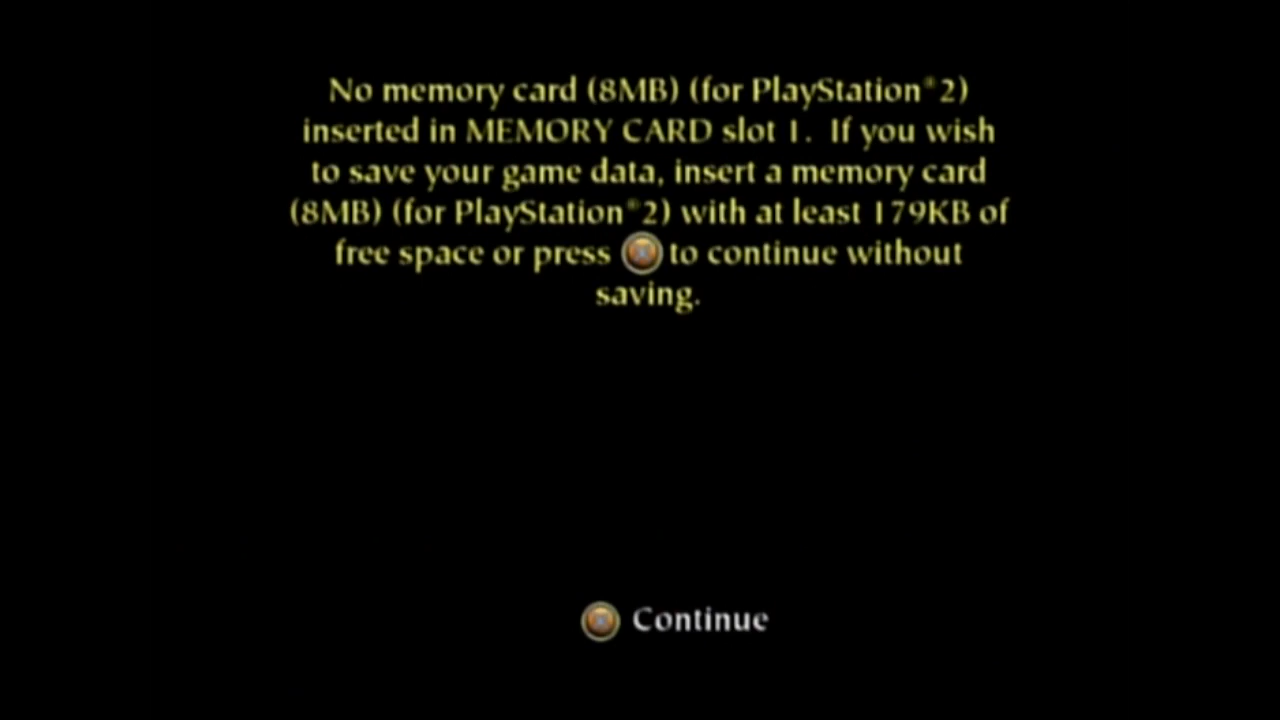 No memory card (8MB) (for PlayStation®2)
inserted in MEMORY CARD slot 1. If you wish
to save your game data, insert a memory card
(8MB) (for PlayStation®2) with at least 179KB of
free space or press to continue without
saving.
Continue